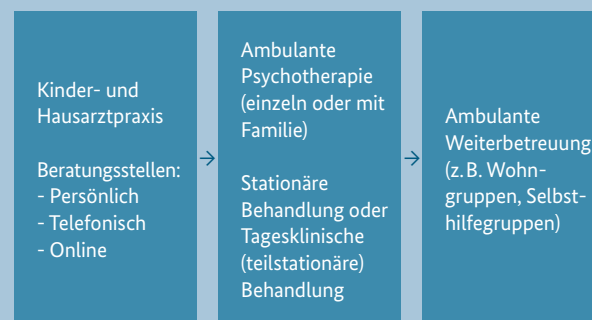 Kinder- und
Hausarztpraxis
Beratungsstellen:
- Persönlich
- Telefonisch
- Online
→
Ambulante
Psychotherapie
(einzeln oder mit
Familie)
Stationäre
Behandlung oder
Tagesklinische
(teilstationäre)
Behandlung
→
Ambulante
Weiterbetreuung
(z. B. Wohn-
gruppen, Selbst-
hilfegruppen)